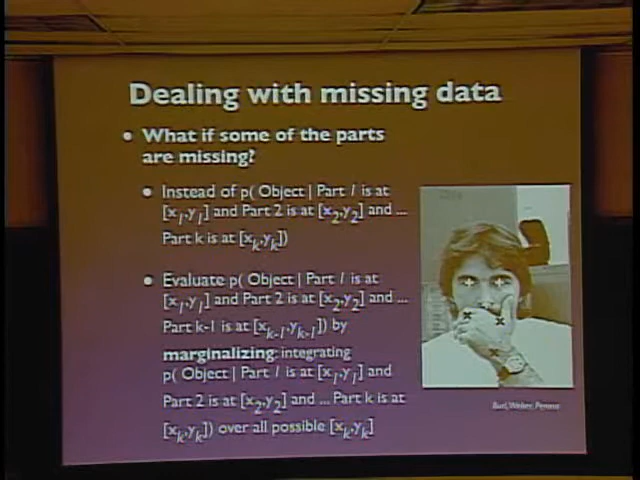 Dealing with missing data
• What if some of the parts
are missing?
• Instead of p( Object | Part 1 is at
[x1,y1] and Part 2 is at [x2,y2] and ...
Part k is at [xk,yk])
• Evaluate p( Object | Part 1 is at
[x1,y1] and Part 2 is at [x2,y2] and ...
Part k-1 is at [xk-1,yk-1]) by
marginalizing: integrating
p( Object | Part 1 is at [x1,y1] and
Part 2 is at [x2,y2] and ... Part k is at
[xk,yk]) over all possible [xk,yk]
Burl, Weber, Perona